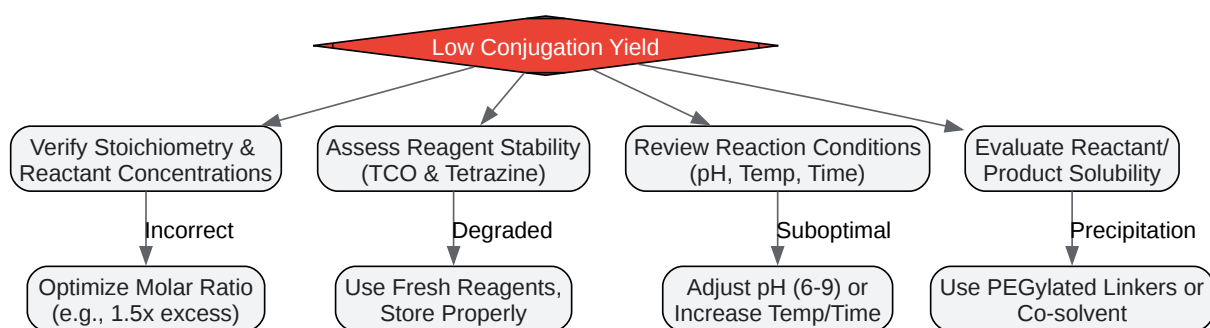 Low Conjugation Yield
Verify Stoichiometry &
Reactant Concentrations
Assess Reagent Stability
(TCO & Tetrazine)
Review Reaction Conditions
(pH, Temp, Time)
Evaluate Reactant/
Product Solubility
Incorrect
Degraded
Suboptimal
Precipitation
Optimize Molar Ratio
(e.g., 1.5x excess)
Use Fresh Reagents,
Store Properly
Adjust pH (6-9) or
Increase Temp/Time
Use PEGylated Linkers or
Co-solvent